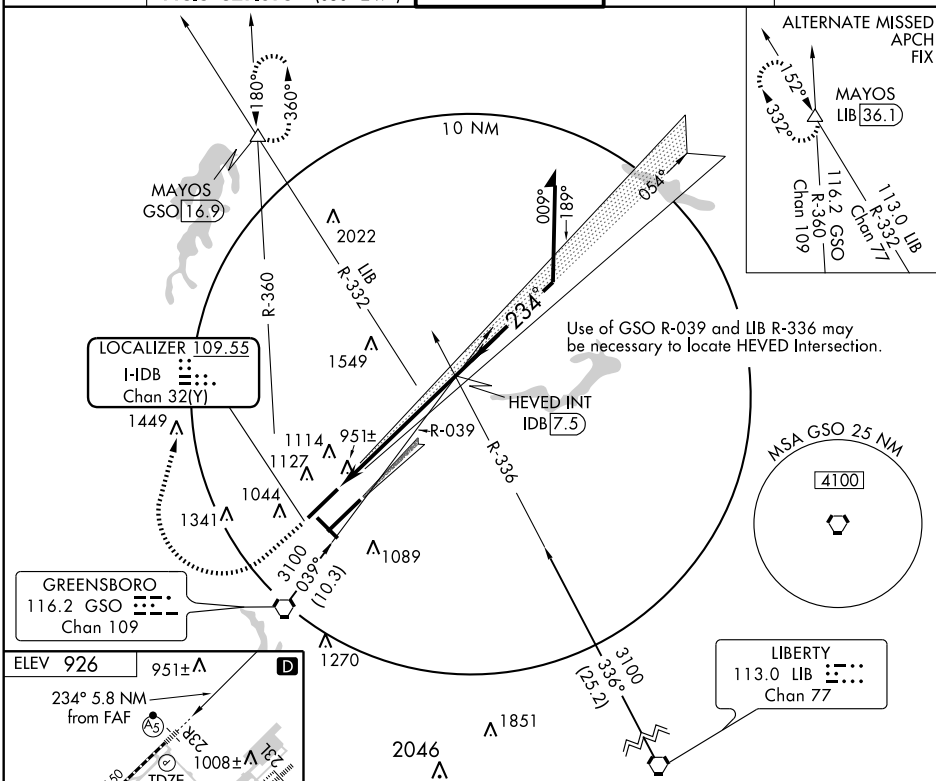 ALTERNATE MISSED
APCH
FIX
152°
332°
MAYOS
LIB 36.1
116.2 GSO
R-360
Chan 109
113.0 LIB
R-332
Chan 77
180°
360°
MAYOS
GSO 16.9
10 NM
2022
R-360
LIB
R-332
009°
189°
054°
234°
Use of GSO R-039 and LIB R-336 may
be necessary to locate HEVED Intersection.
LOCALIZER 109.55
I-IDB
Chan 32(Y)
1549
HEVED INT
IDB 7.5
R-039
R-336
1449
1114
951±
1127
1044
1341
1089
MSA GSO 25 NM
4100
3100
039°
(10.3)
GREENSBORO
116.2 GSO
Chan 109
1270
3100
336°
(25.2)
LIBERTY
113.0 LIB
Chan 77
1851
2046
ELEV 926
951±
D
234° 5.8 NM
from FAF
A5
23R
P
1008±
23L
TDZE